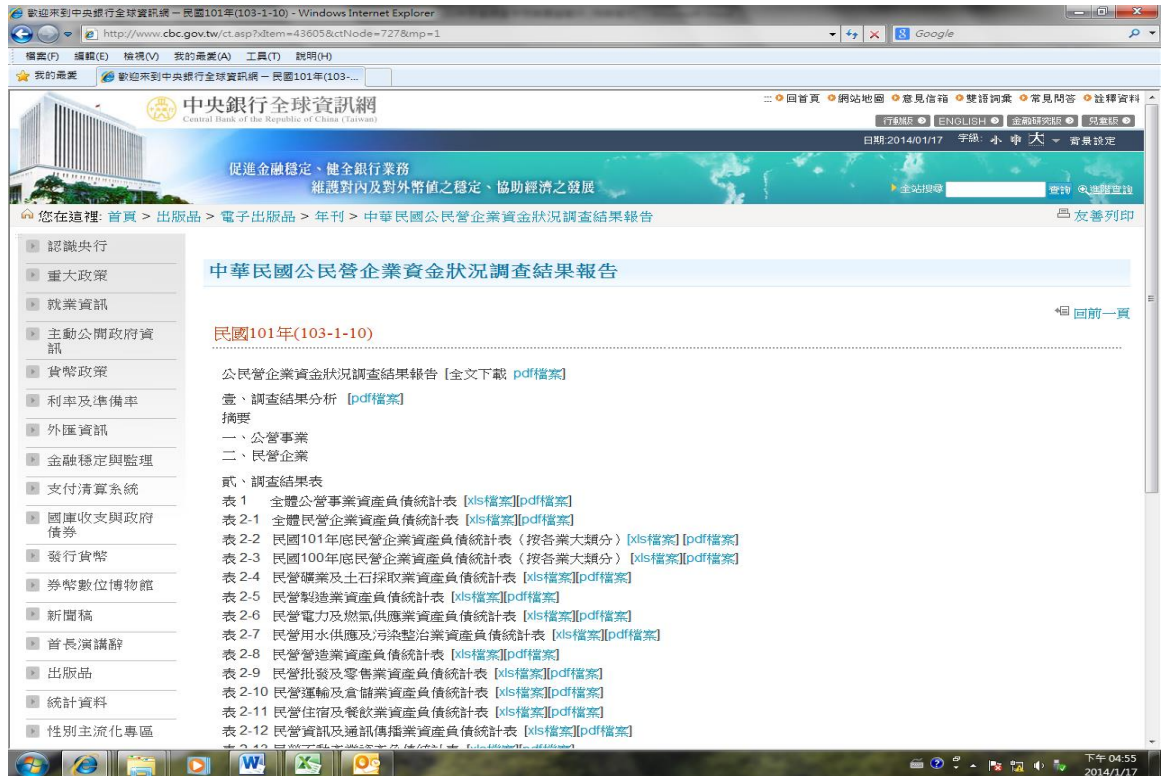 歡迎來到中央銀行全球資訊網 － 民國101年(103-1-10) - Windows Internet Explorer
http://www.cbc.gov.tw/ct.asp?xItem=43605&ctNode=727&mp=1
Google
檔案(F) 編輯(E) 檢視(V) 我的最愛(A) 工具(T) 說明(H)
我的最愛 歡迎來到中央銀行全球資訊網 － 民國101年(103-...
中央銀行全球資訊網
Central Bank of the Republic of China (Taiwan)
::: 回首頁 網站地圖 意見信箱 雙語詞彙 常見問答 詮釋資料
行動版 ENGLISH 金融研究版 兒童版
日期:2014/01/17 字級: 小 中 大 背景設定
促進金融穩定、健全銀行業務
維護對內及對外幣值之穩定、協助經濟之發展
全站搜尋 查詢 進階查詢
您在這裡: 首頁 > 出版品 > 電子出版品 > 年刊 > 中華民國公民營企業資金狀況調查結果報告
友善列印
認識央行
重大政策
就業資訊
主動公開政府資
訊
貨幣政策
利率及準備率
外匯資訊
金融穩定與監理
支付清算系統
國庫收支與政府
債券
發行貨幣
券幣數位博物館
新聞稿
首長演講辭
出版品
統計資料
性別主流化專區
中華民國公民營企業資金狀況調查結果報告
回前一頁
民國101年(103-1-10)
公民營企業資金狀況調查結果報告 [全文下載 pdf檔案]
壹、調查結果分析 [pdf檔案]
摘要
一、公營事業
二、民營企業
貳、調查結果表
表 1 全體公營事業資產負債統計表 [xls檔案][pdf檔案]
表 2-1 全體民營企業資產負債統計表 [xls檔案][pdf檔案]
表 2-2 民國101年底民營企業資產負債統計表（按各業大類分）[xls檔案] [pdf檔案]
表 2-3 民國100年底民營企業資產負債統計表（按各業大類分） [xls檔案][pdf檔案]
表 2-4 民營礦業及土石採取業資產負債統計表 [xls檔案][pdf檔案]
表 2-5 民營製造業資產負債統計表 [xls檔案][pdf檔案]
表 2-6 民營電力及燃氣供應業資產負債統計表 [xls檔案][pdf檔案]
表 2-7 民營用水供應及污染整治業資產負債統計表 [xls檔案][pdf檔案]
表 2-8 民營營造業資產負債統計表 [xls檔案][pdf檔案]
表 2-9 民營批發及零售業資產負債統計表 [xls檔案][pdf檔案]
表 2-10 民營運輸及倉儲業資產負債統計表 [xls檔案][pdf檔案]
表 2-11 民營住宿及餐飲業資產負債統計表 [xls檔案][pdf檔案]
表 2-12 民營資訊及通訊傳播業資產負債統計表 [xls檔案][pdf檔案]
下午 04:55
2014/1/17